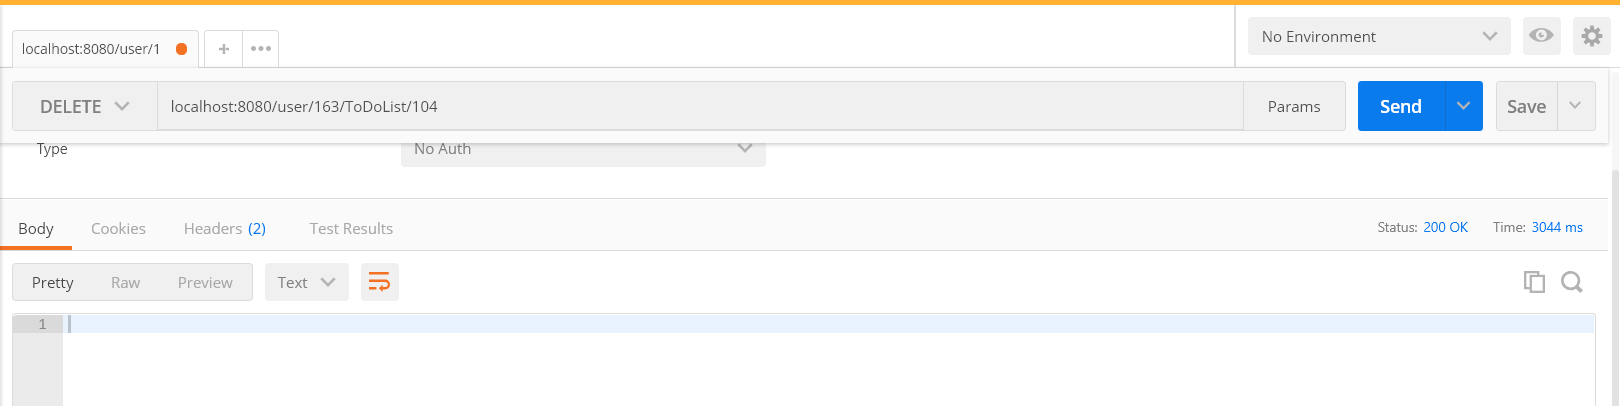 localhost:8080/user/1
+
•••
No Environment
DELETE
localhost:8080/user/163/ToDoList/104
Params
Send
Save
Type
No Auth
Body
Cookies
Headers (2)
Test Results
Status: 200 OK
Time: 3044 ms
Pretty
Raw
Preview
Text
1